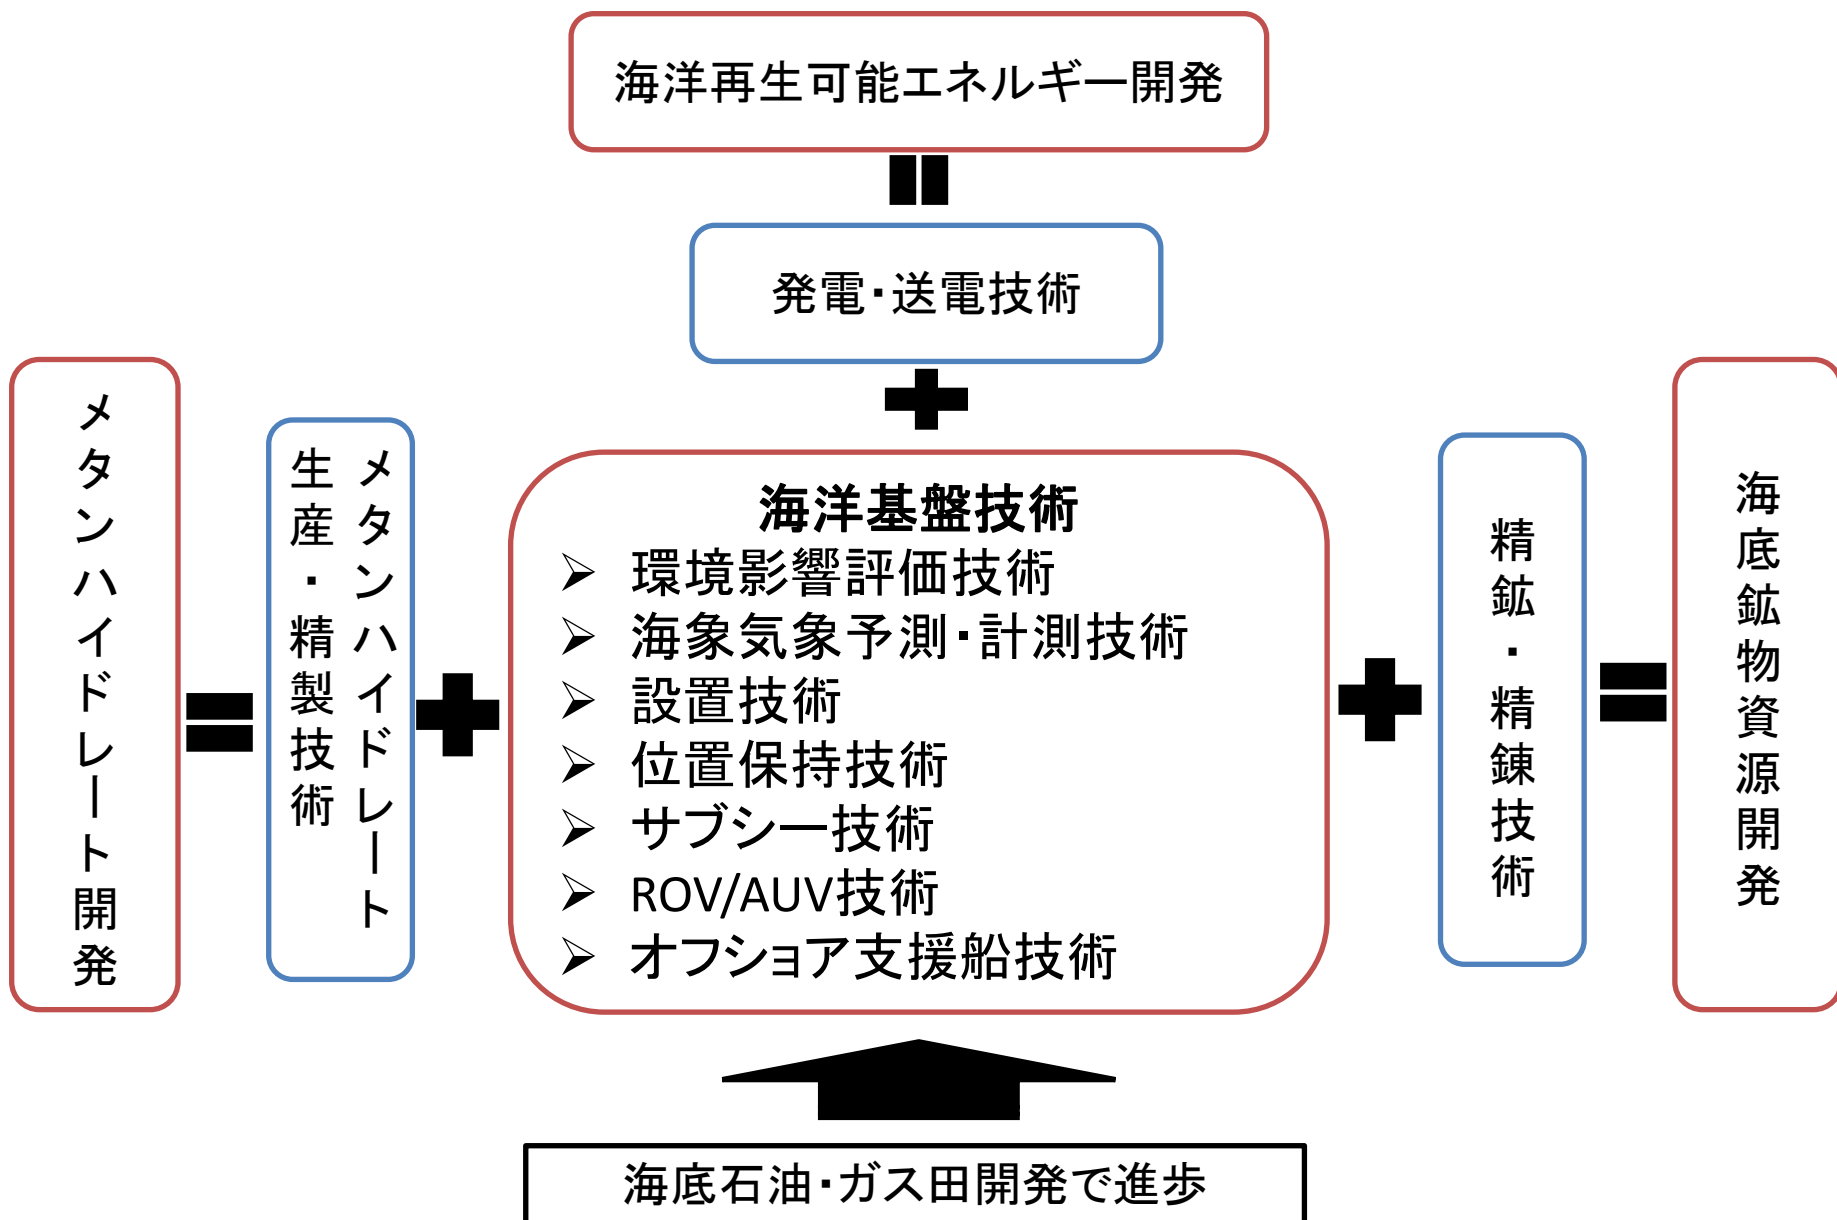 海洋再生可能エネルギー開発
発電・送電技術
メタンハイドレート開発
メタンハイドレート
生産・精製技術
海洋基盤技術
➢ 環境影響評価技術
➢ 海象気象予測・計測技術
➢ 設置技術
➢ 位置保持技術
➢ サブシー技術
➢ ROV/AUV技術
➢ オフショア支援船技術
精鉱・精錬技術
海底鉱物資源開発
海底石油・ガス田開発で進歩